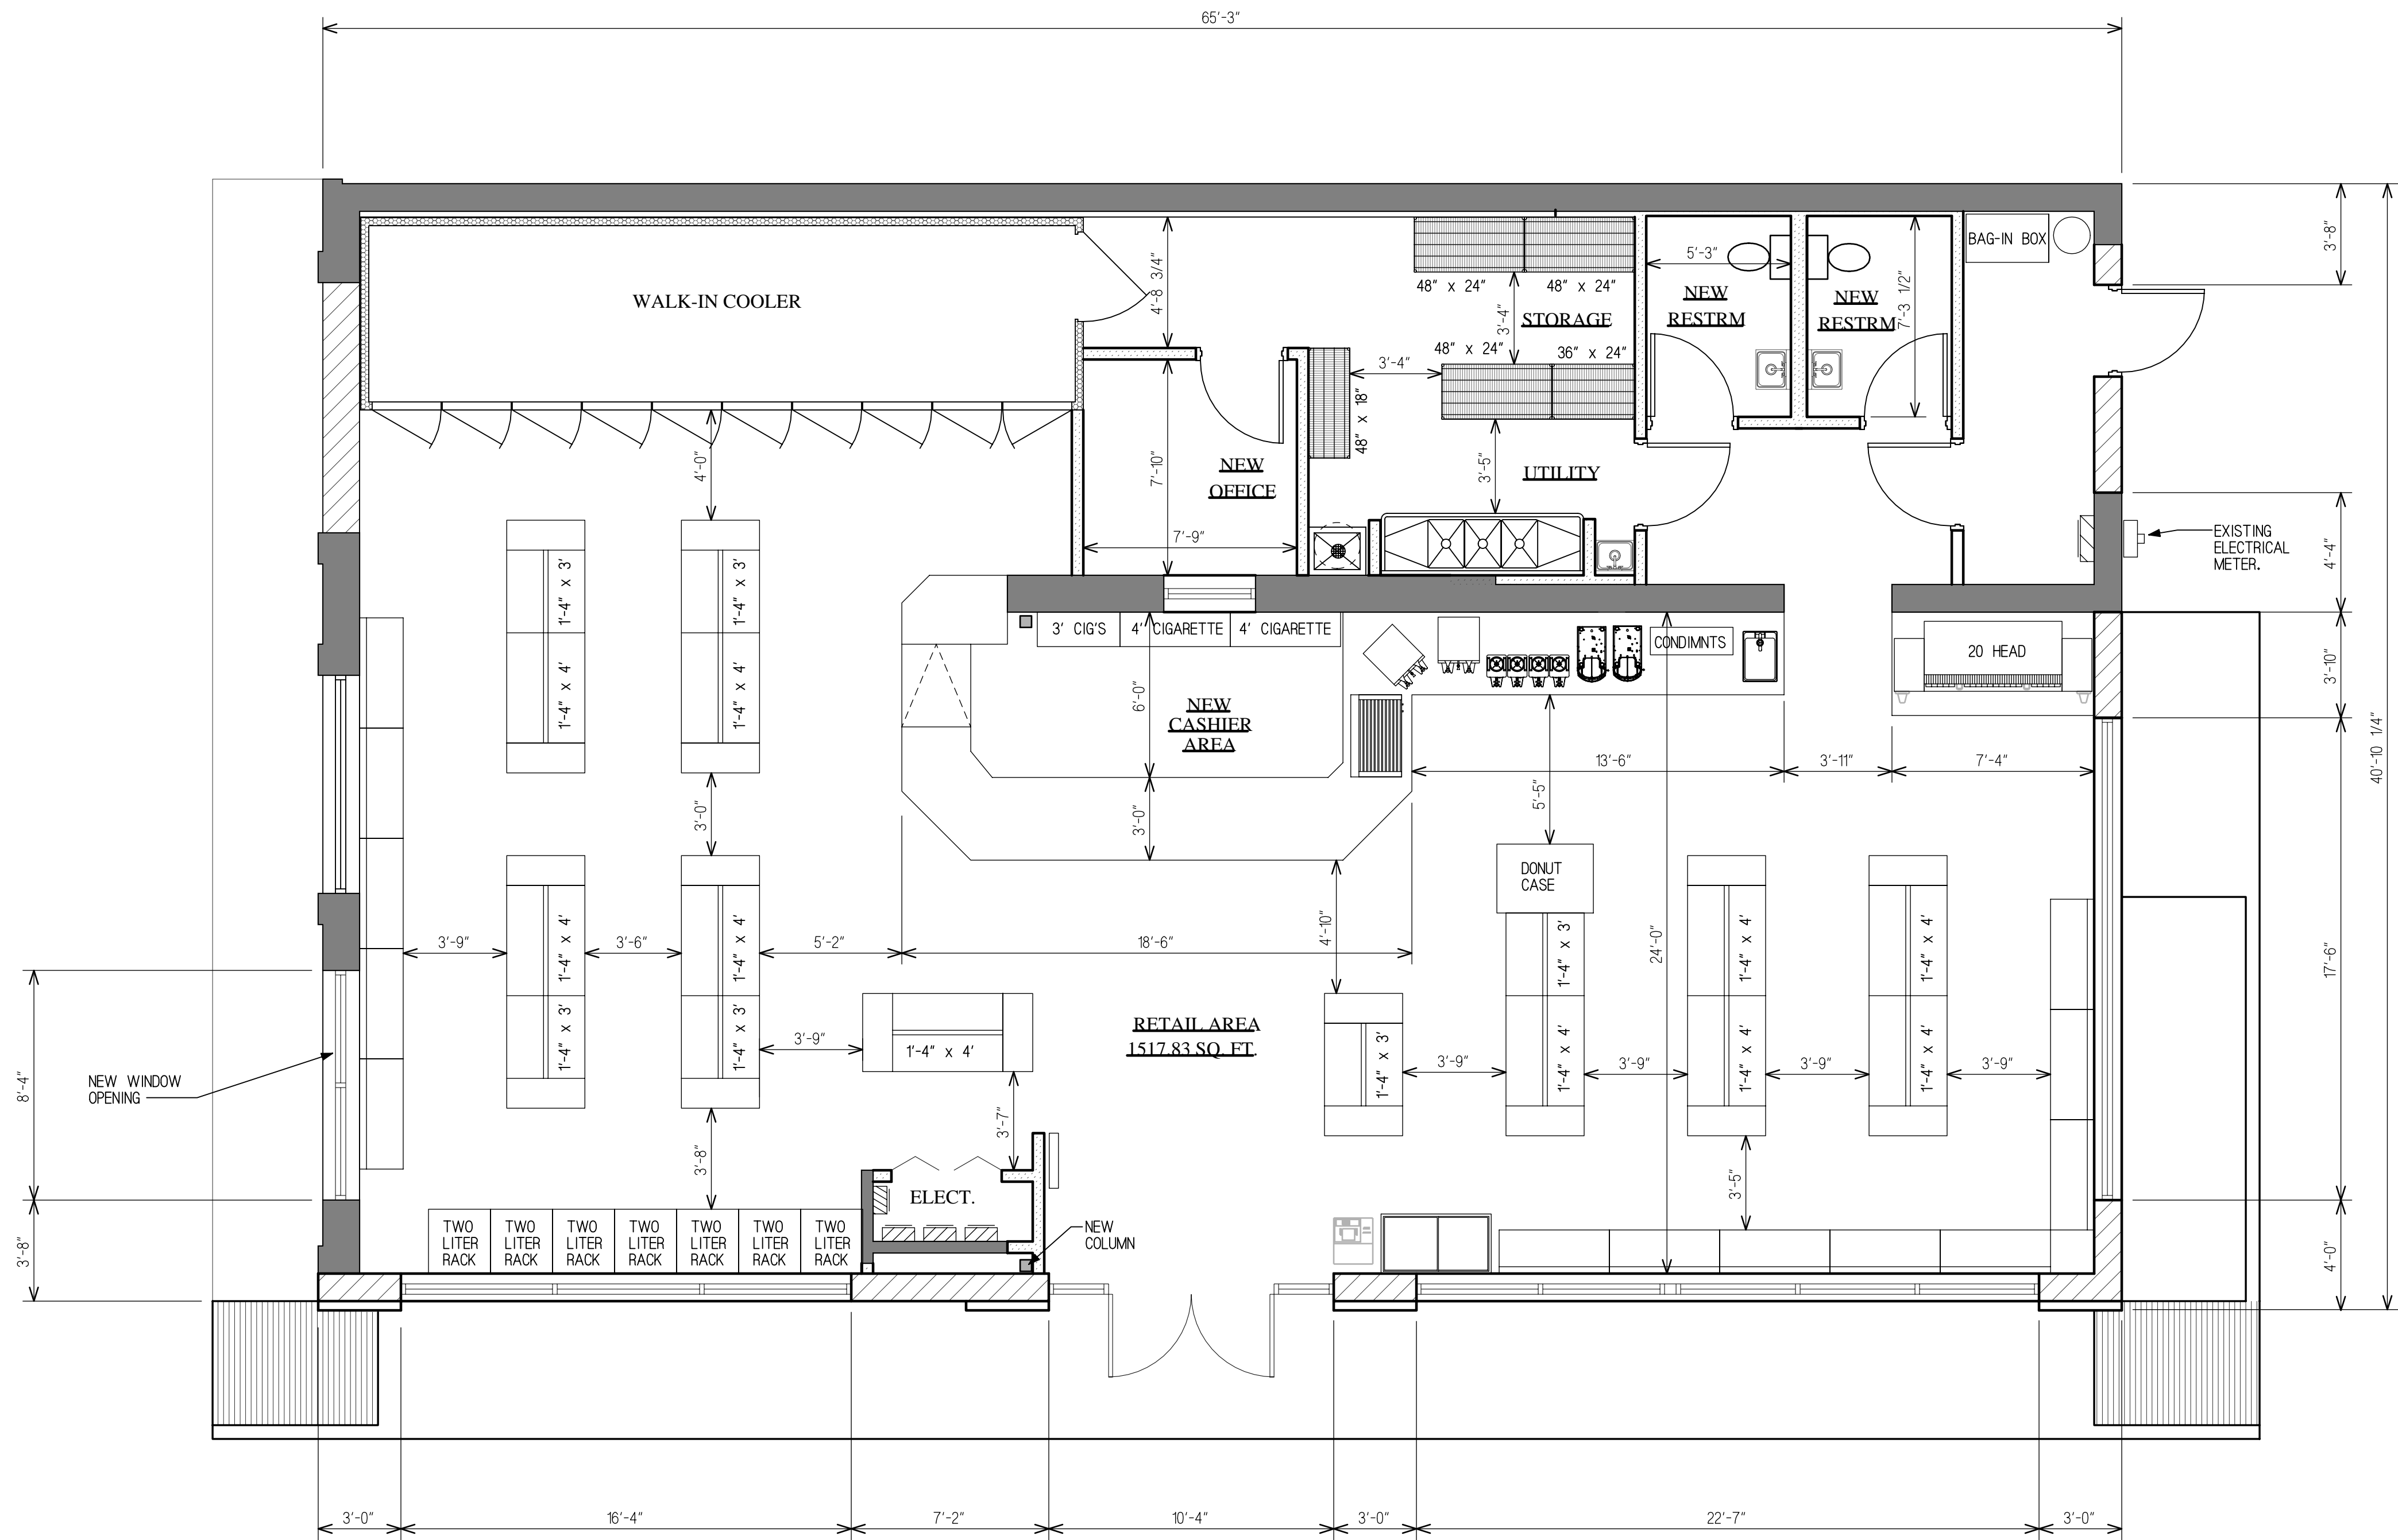 65'-3"
3'-8"
BAG-IN BOX
4'-8 3/4"
5'-3"
7'-3 1/2"
WALK-IN COOLER
48" x 24"
48" x 24"
NEW
RESTRM
NEW
RESTRM
STORAGE
3'-4"
48" x 24"
36" x 24"
3'-4"
48" x 18"
4'-0"
7'-10"
NEW
OFFICE
3'-5"
UTILITY
7'-9"
EXISTING
ELECTRICAL
METER.
4'-4"
1'-4" x 3'
1'-4" x 3'
1'-4" x 4'
1'-4" x 4'
3' CIG'S
4' CIGARETTE
4' CIGARETTE
CONDIMNTS
20 HEAD
3'-10"
6'-0"
NEW
CASHIER
AREA
40'-10 1/4"
13'-6"
3'-11"
7'-4"
3'-0"
3'-0"
5'-5"
DONUT
CASE
3'-9"
1'-4" x 4'
3'-6"
1'-4" x 4'
5'-2"
18'-6"
4'-10"
1'-4" x 3'
24'-0"
1'-4" x 4'
1'-4" x 4'
17'-6"
1'-4" x 3'
1'-4" x 3'
3'-9"
1'-4" x 4'
RETAIL AREA
1517.83 SQ. FT.
1'-4" x 3'
3'-9"
1'-4" x 4'
3'-9"
1'-4" x 4'
3'-9"
1'-4" x 4'
3'-9"
NEW WINDOW
OPENING
8'-4"
3'-7"
3'-8"
3'-5"
ELECT.
3'-8"
TWO
LITER
RACK
TWO
LITER
RACK
TWO
LITER
RACK
TWO
LITER
RACK
TWO
LITER
RACK
TWO
LITER
RACK
TWO
LITER
RACK
NEW
COLUMN
4'-0"
3'-0"
16'-4"
7'-2"
10'-4"
3'-0"
22'-7"
3'-0"